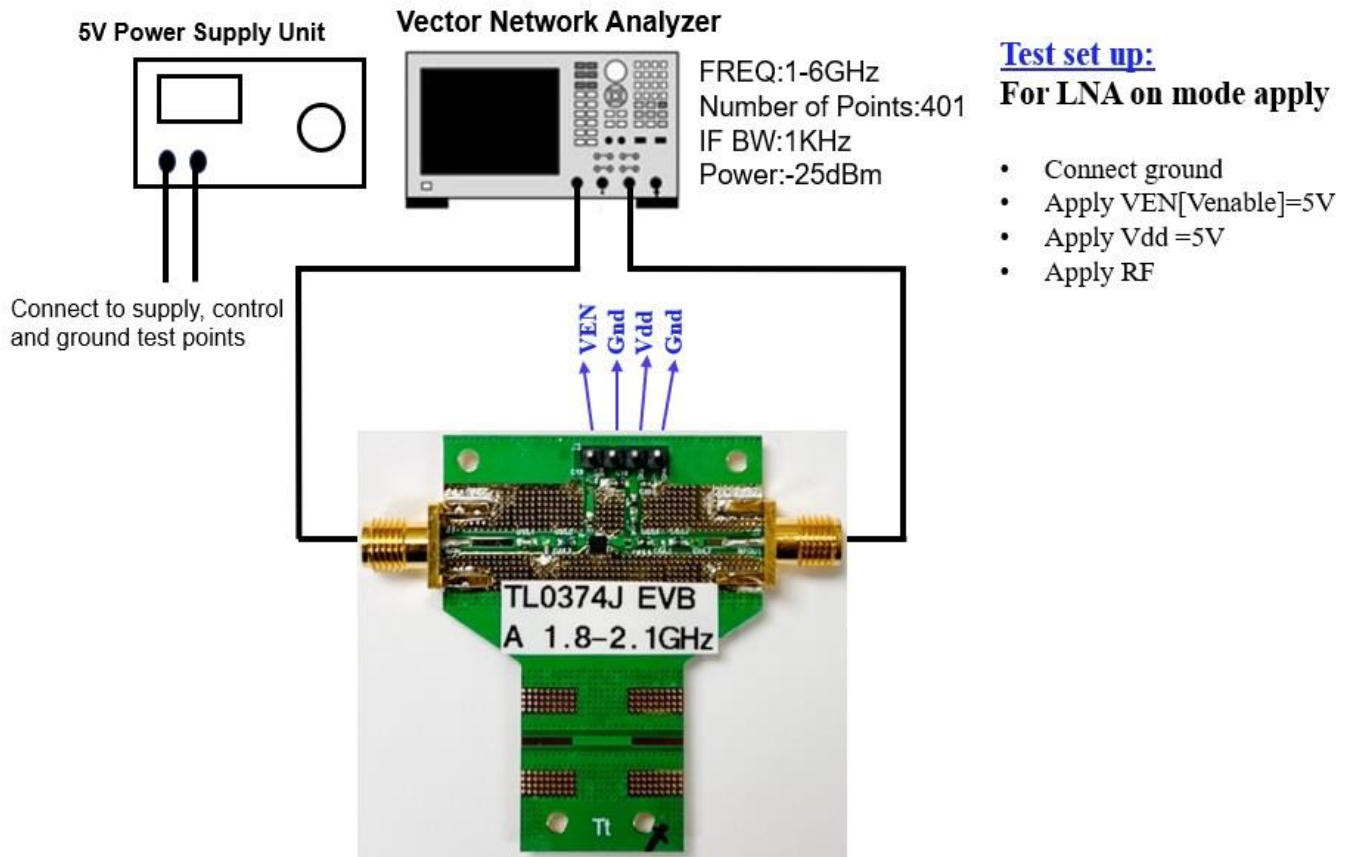 5V Power Supply Unit
Vector Network Analyzer
FREQ:1-6GHz
Number of Points:401
IF BW:1KHz
Power:-25dBm
Test set up:
For LNA on mode apply
• Connect ground
• Apply VEN[Venable]=5V
• Apply Vdd =5V
• Apply RF
Connect to supply, control
and ground test points
VEN
Gnd
Vdd
Gnd
TL0374J EVB
A 1.8-2.1GHz
Tt